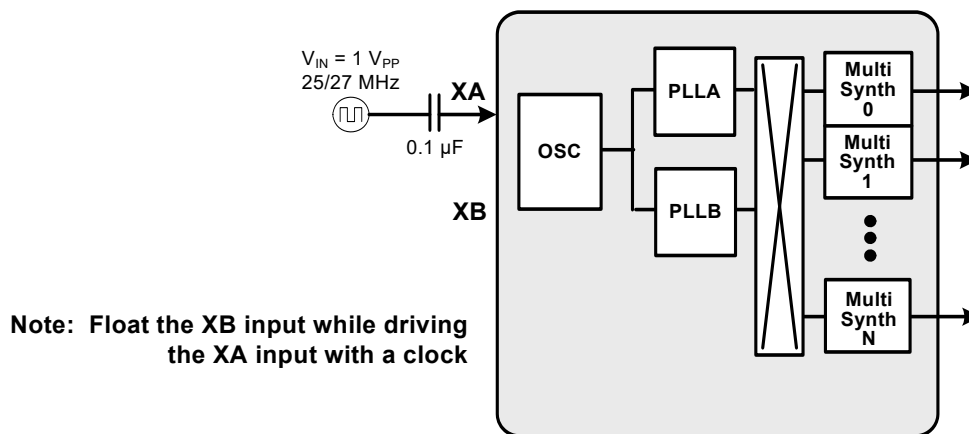 V_IN = 1 V_PP
25/27 MHz
XA
0.1 µF
XB
OSC
PLLA
PLLB
Multi
Synth
0
Multi
Synth
1
Multi
Synth
N
Note: Float the XB input while driving
the XA input with a clock